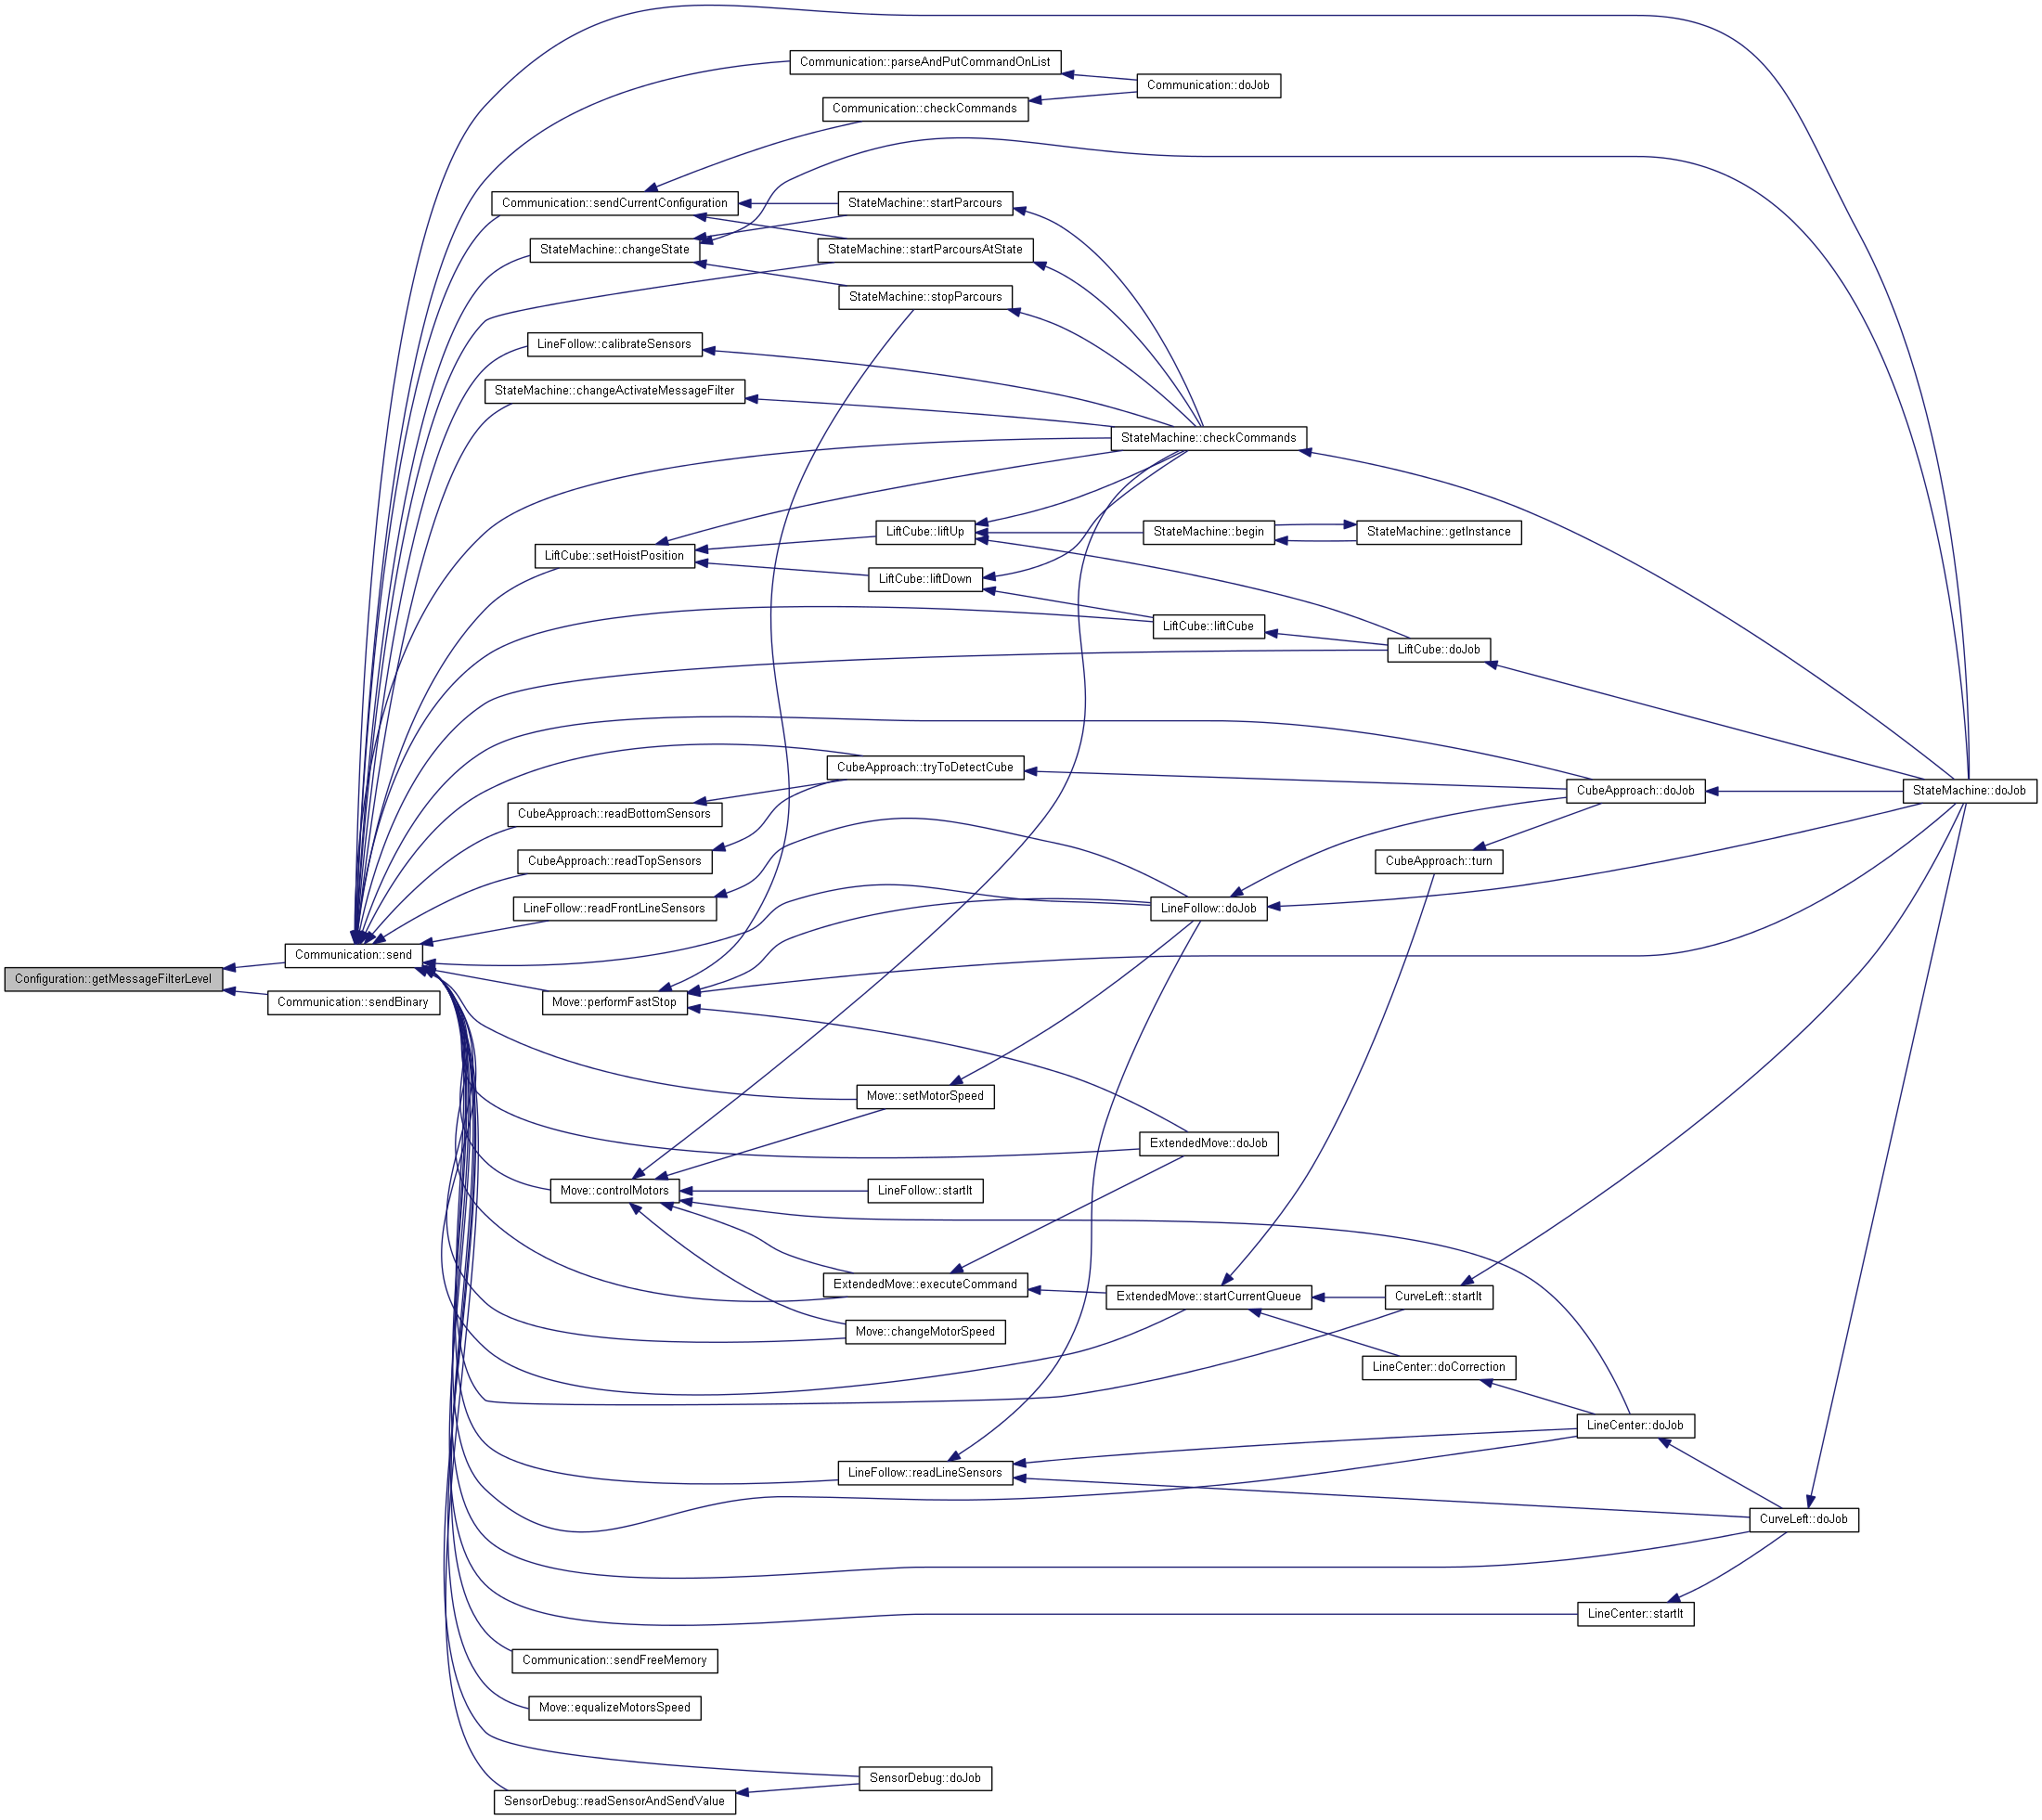 Communication::parseAndPutCommandOnList
Communication::doJob
Communication::checkCommands
Communication::sendCurrentConfiguration
StateMachine::startParcours
StateMachine::changeState
StateMachine::startParcoursAtState
StateMachine::stopParcours
LineFollow::calibrateSensors
StateMachine::changeActivateMessageFilter
StateMachine::checkCommands
LiftCube::liftUp
StateMachine::begin
StateMachine::getInstance
LiftCube::setHoistPosition
LiftCube::liftDown
LiftCube::liftCube
LiftCube::doJob
CubeApproach::tryToDetectCube
CubeApproach::doJob
StateMachine::doJob
CubeApproach::readBottomSensors
CubeApproach::readTopSensors
CubeApproach::turn
LineFollow::readFrontLineSensors
LineFollow::doJob
Communication::send
Configuration::getMessageFilterLevel
Communication::sendBinary
Move::performFastStop
Move::setMotorSpeed
ExtendedMove::doJob
Move::controlMotors
LineFollow::startIt
ExtendedMove::executeCommand
ExtendedMove::startCurrentQueue
CurveLeft::startIt
Move::changeMotorSpeed
LineCenter::doCorrection
LineCenter::doJob
LineFollow::readLineSensors
CurveLeft::doJob
LineCenter::startIt
Communication::sendFreeMemory
Move::equalizeMotorsSpeed
SensorDebug::doJob
SensorDebug::readSensorAndSendValue